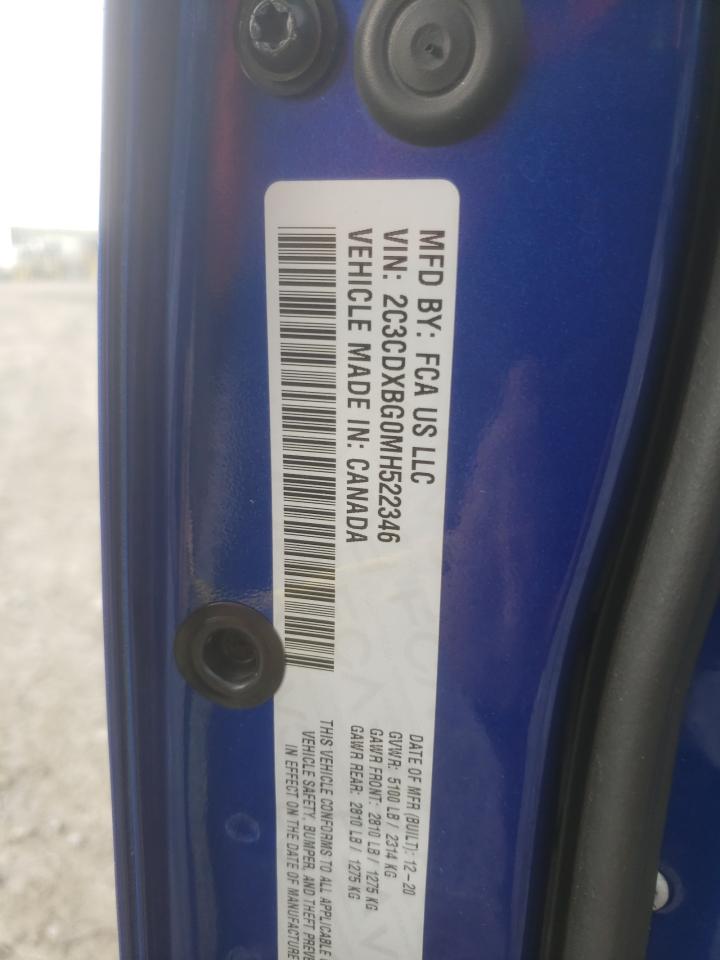 MFD BY: FCA US LLC
VIN: 2C3CDXBG0MH522346
VEHICLE MADE IN: CANADA
DATE OF MFR (BUILT): 12-20
GVWR: 5100 LB / 2314 KG
GAWR FRONT: 2810 LB / 1275 KG
GAWR REAR: 2810 LB / 1275 KG
THIS VEHICLE CONFORMS TO ALL APPLICABLE
VEHICLE SAFETY, BUMPER, AND THEFT PREVE
IN EFFECT ON THE DATE OF MANUFACTURE